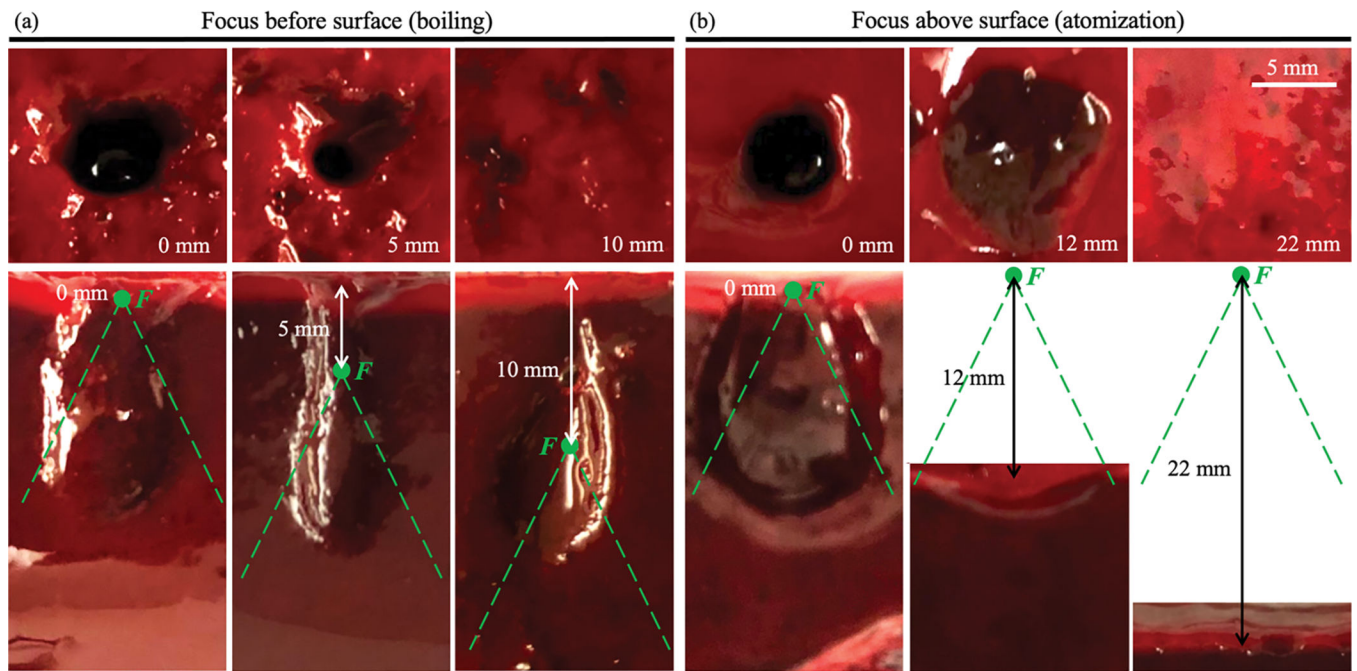 (a) Focus before surface (boiling)
(b) Focus above surface (atomization)
0 mm
5 mm
10 mm
0 mm
12 mm
5 mm
22 mm
0 mm
F
5 mm
F
10 mm
F
0 mm
F
F
12 mm
F
22 mm